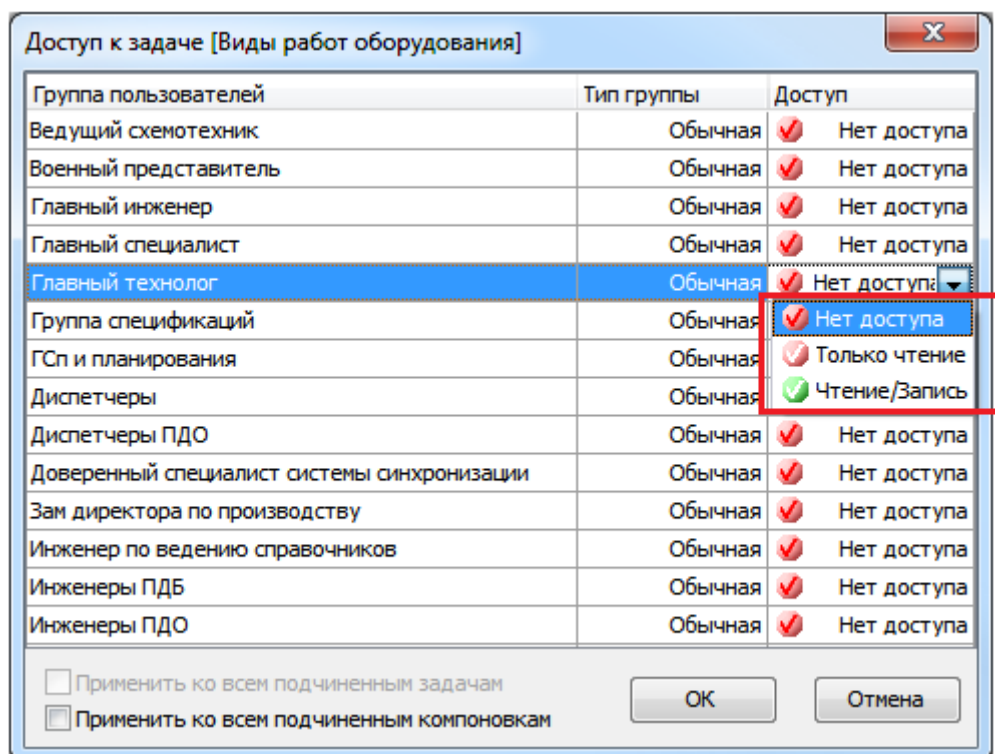 Доступ к задаче [Виды работ оборудования]
Группа пользователей Тип группы Доступ
Ведущий схемотехник Обычная Нет доступа
Военный представитель Обычная Нет доступа
Главный инженер Обычная Нет доступа
Главный специалист Обычная Нет доступа
Главный технолог Обычная Нет доступа
Группа спецификаций Обычная Нет доступа
ГСп и планирования Обычная Только чтение
Диспетчеры Обычная Чтение/Запись
Диспетчеры ПДО Обычная Нет доступа
Доверенный специалист системы синхронизации Обычная Нет доступа
Зам директора по производству Обычная Нет доступа
Инженер по ведению справочников Обычная Нет доступа
Инженеры ПДБ Обычная Нет доступа
Инженеры ПДО Обычная Нет доступа
Применить ко всем подчиненным задачам
Применить ко всем подчиненным компоновкам
ОК Отмена